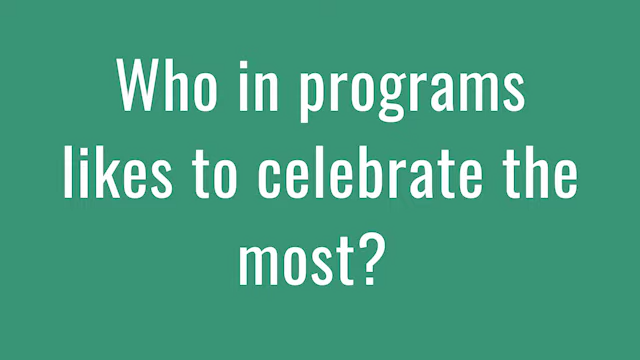 Who in programs
likes to celebrate the
most?